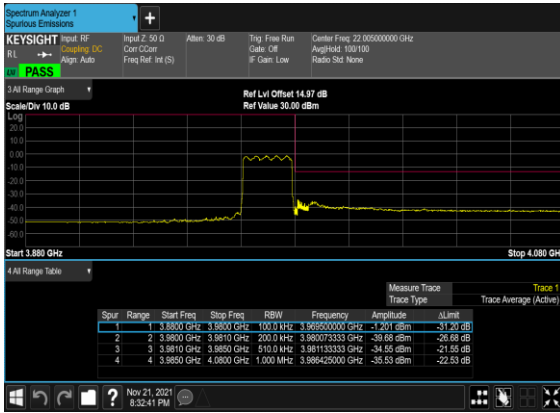 Spectrum Analyzer 1
Spurious Emissions
+
KEYSIGHT Input: RF Input Z: 50 Ω Atten: 30 dB Trig: Free Run Center Freq: 22.005000000 GHz
RL Coupling: DC Corr CCorr Gate: Off Avg|Hold: 100/100
Align: Auto Freq Ref: Int (S) IF Gain: Low Radio Std: None
PASS
3 All Range Graph
Ref Lvl Offset 14.97 dB
Scale/Div 10.0 dB Ref Value 30.00 dBm
Log
20.0
10.0
0.00
-10.0
-20.0
-30.0
-40.0
-50.0
-60.0
Start 3.880 GHz Stop 4.080 GH
4 All Range Table
Measure Trace Trace 1
Trace Type Trace Average (Active)
Spur Range Start Freq Stop Freq RBW Frequency Amplitude ΔLimit
1 1 3.8800 GHz 3.9800 GHz 100.0 kHz 3.969500000 GHz -1.201 dBm -31.20 dB
2 2 3.9800 GHz 3.9810 GHz 200.0 kHz 3.980073333 GHz -39.68 dBm -26.68 dB
3 3 3.9810 GHz 3.9850 GHz 510.0 kHz 3.981133333 GHz -34.55 dBm -21.55 dB
4 4 3.9850 GHz 4.0800 GHz 1.000 MHz 3.986425000 GHz -35.53 dBm -22.53 dB
?
Nov 21, 2021
8:32:41 PM